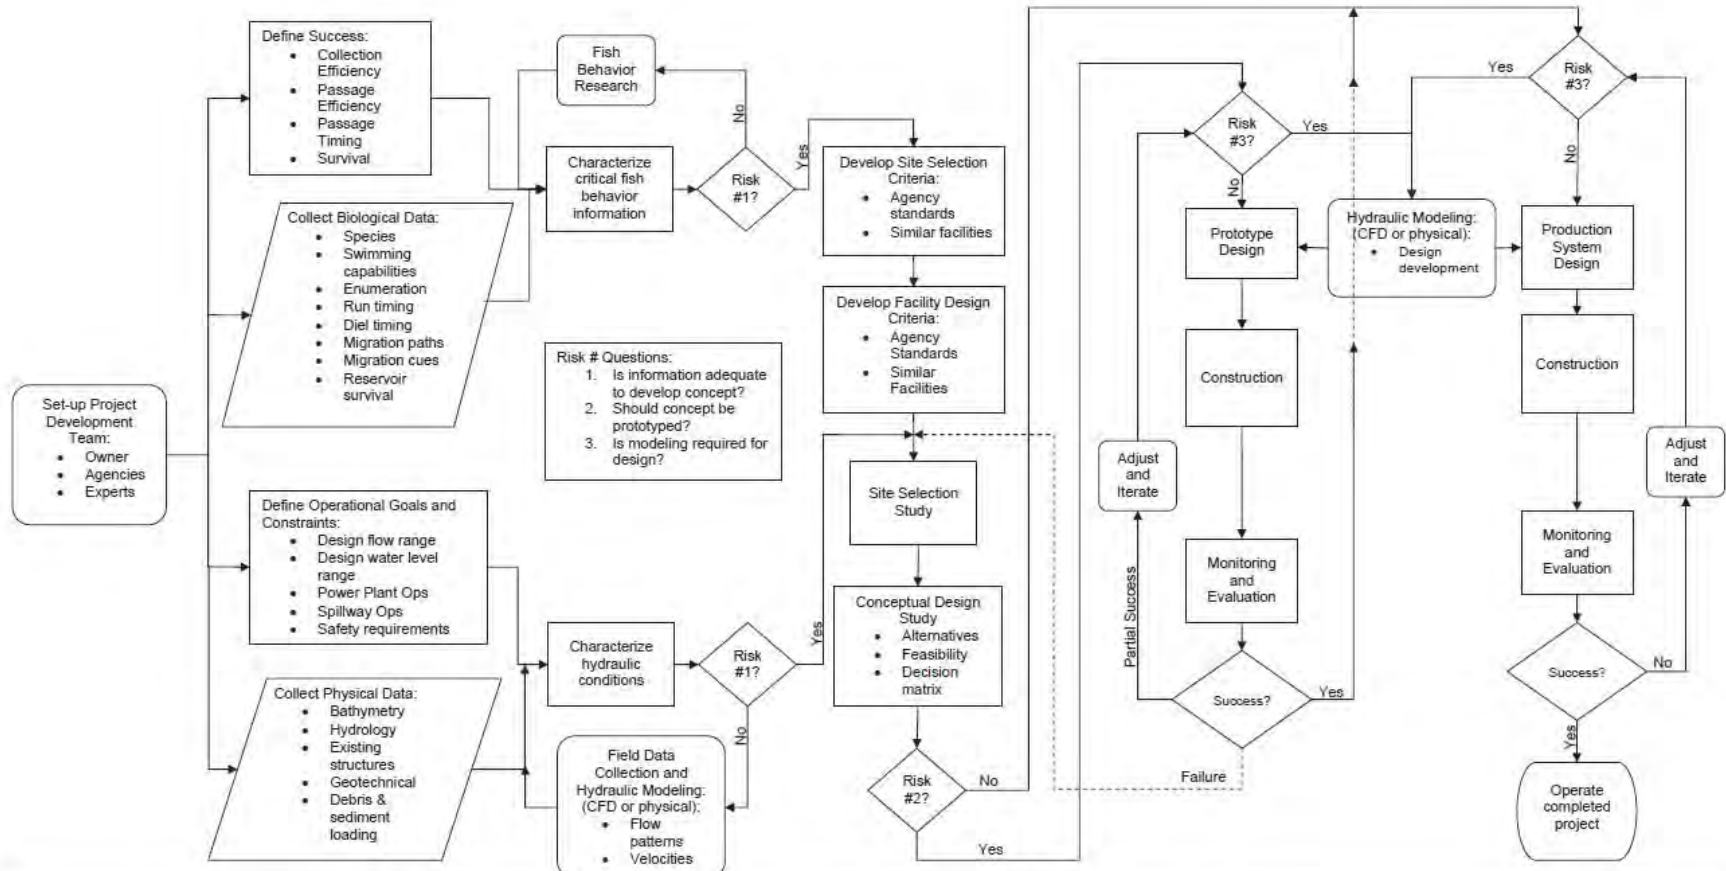 Set-up Project
Development
Team:
• Owner
• Agencies
• Experts
Define Success:
• Collection
Efficiency
• Passage
Efficiency
• Passage
Timing
• Survival
Collect Biological Data:
• Species
• Swimming
capabilities
• Enumeration
• Run timing
• Diel timing
• Migration paths
• Migration cues
• Reservoir
survival
Define Operational Goals and
Constraints:
• Design flow range
• Design water level
range
• Power Plant Ops
• Spillway Ops
• Safety requirements
Collect Physical Data:
• Bathymetry
• Hydrology
• Existing
structures
• Geotechnical
• Debris &
sediment
loading
Fish
Behavior
Research
Characterize
critical fish
behavior
information
No
Risk
#1?
Yes
Risk # Questions:
1. Is information adequate
to develop concept?
2. Should concept be
prototyped?
3. Is modeling required for
design?
Characterize
hydraulic
conditions
Risk
#1?
Yes
No
Field Data
Collection and
Hydraulic Modeling:
(CFD or physical):
• Flow
patterns
• Velocities
Develop Site Selection
Criteria:
• Agency
standards
• Similar facilities
Develop Facility Design
Criteria:
• Agency
Standards
• Similar
Facilities
Site Selection
Study
Conceptual Design
Study
• Alternatives
• Feasibility
• Decision
matrix
Risk
#2?
No
Yes
Risk
#3?
Yes
No
Prototype
Design
Construction
Monitoring
and
Evaluation
Success?
Yes
Failure
Partial Success
Adjust
and
Iterate
Hydraulic Modeling:
(CFD or physical):
• Design
development
Risk
#3?
Yes
No
Production
System
Design
Construction
Monitoring
and
Evaluation
Success?
No
Yes
Adjust
and
Iterate
Operate
completed
project